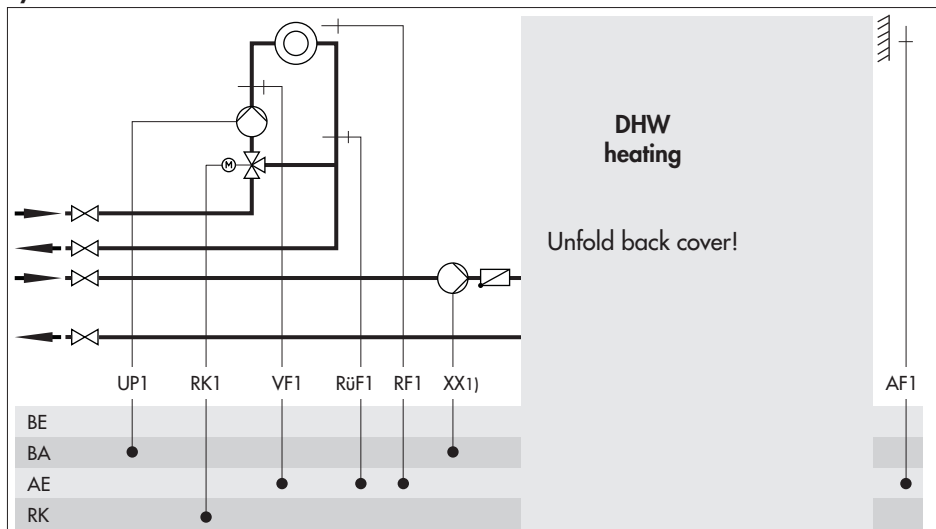 DHW
heating
Unfold back cover!
M
UP1 RK1 VF1 RüF1 RF1 XX1) AF1
BE
BA
AE
RK